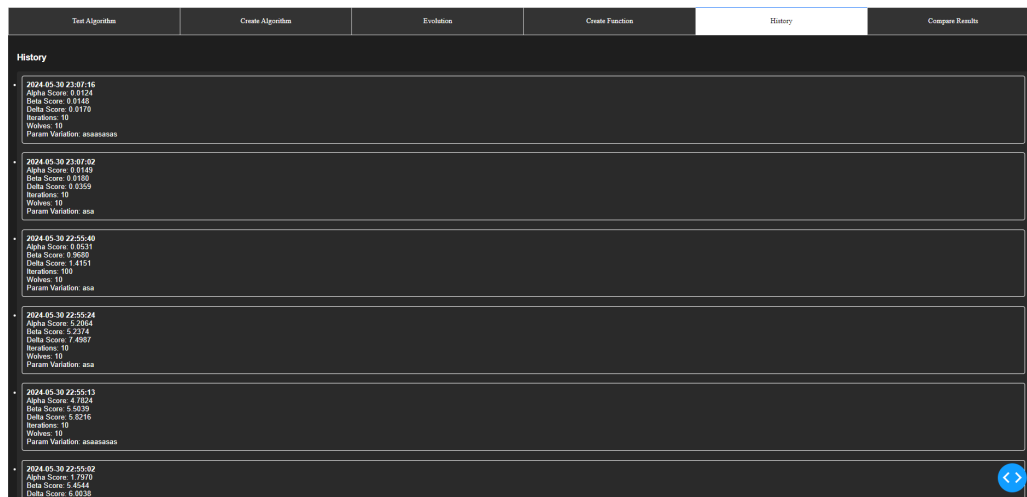 Test Algorithm
Create Algorithm
Evolution
Create Function
History
Compare Results
History
2024-05-30 23:07:16
Alpha Score: 0.0124
Beta Score: 0.0148
Delta Score: 0.0170
Iterations: 10
Wolves: 10
Param Variation: asaasasas
2024-05-30 23:07:02
Alpha Score: 0.0149
Beta Score: 0.0180
Delta Score: 0.0359
Iterations: 10
Wolves: 10
Param Variation: asa
2024-05-30 22:55:40
Alpha Score: 0.0531
Beta Score: 0.9680
Delta Score: 1.4151
Iterations: 100
Wolves: 10
Param Variation: asa
2024-05-30 22:55:24
Alpha Score: 5.2064
Beta Score: 5.2374
Delta Score: 7.4987
Iterations: 10
Wolves: 10
Param Variation: asa
2024-05-30 22:55:13
Alpha Score: 4.7824
Beta Score: 5.5039
Delta Score: 5.8216
Iterations: 10
Wolves: 10
Param Variation: asaasasas
2024-05-30 22:55:02
Alpha Score: 1.7970
Beta Score: 5.4544
Delta Score: 6.0038